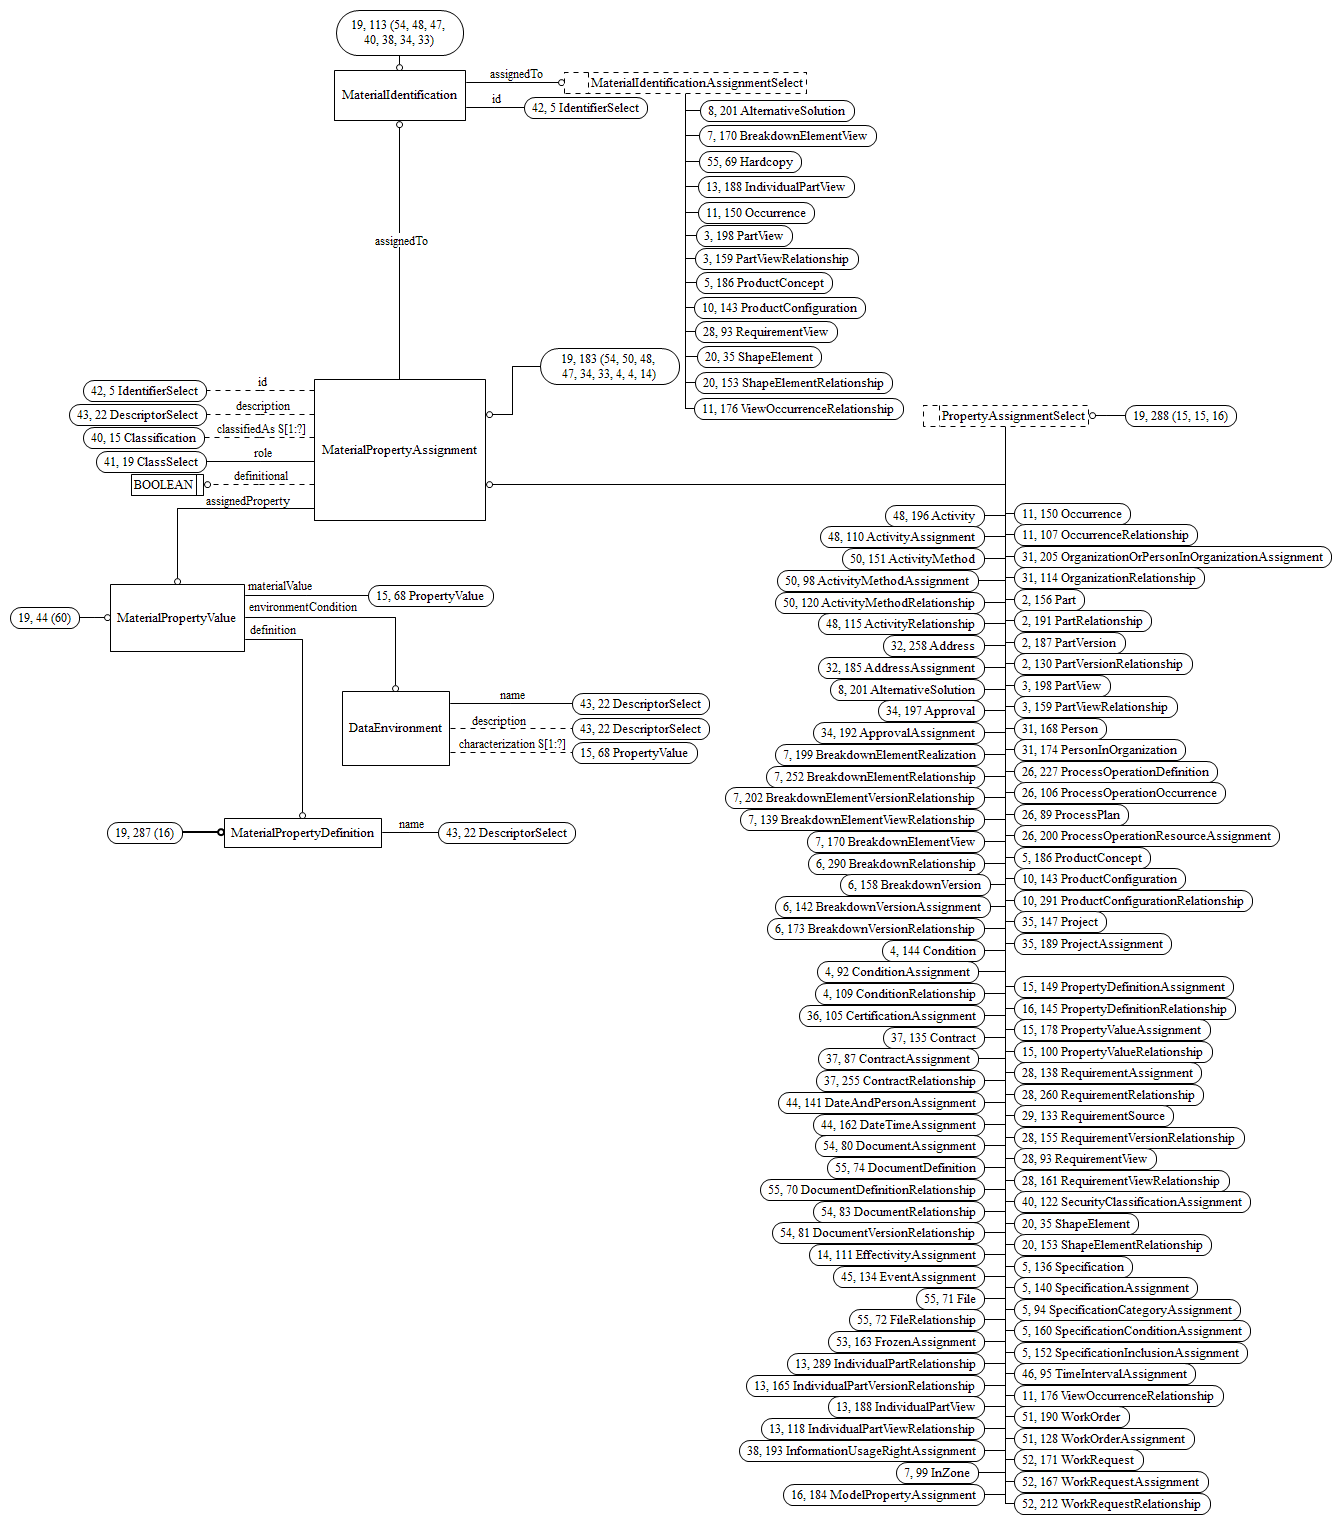 19, 113 (54, 48, 47,
40, 38, 34, 33)
MaterialIdentification
assignedTo
MaterialIdentificationAssignmentSelect
id
42, 5 IdentifierSelect
8, 201 AlternativeSolution
7, 170 BreakdownElementView
55, 69 Hardcopy
13, 188 IndividualPartView
11, 150 Occurrence
3, 198 PartView
3, 159 PartViewRelationship
5, 186 ProductConcept
10, 143 ProductConfiguration
28, 93 RequirementView
20, 35 ShapeElement
20, 153 ShapeElementRelationship
11, 176 ViewOccurrenceRelationship
assignedTo
19, 183 (54, 50, 48,
47, 34, 33, 4, 4, 14)
42, 5 IdentifierSelect
id
43, 22 DescriptorSelect
description
40, 15 Classification
classifiedAs S[1:?]
41, 19 ClassSelect
role
BOOLEAN
definitional
assignedProperty
MaterialPropertyAssignment
PropertyAssignmentSelect
19, 288 (15, 15, 16)
19, 44 (60)
MaterialPropertyValue
materialValue
15, 68 PropertyValue
environmentCondition
definition
DataEnvironment
name
43, 22 DescriptorSelect
description
43, 22 DescriptorSelect
characterization S[1:?]
15, 68 PropertyValue
19, 287 (16)
MaterialPropertyDefinition
name
43, 22 DescriptorSelect
48, 196 Activity
48, 110 ActivityAssignment
50, 151 ActivityMethod
50, 98 ActivityMethodAssignment
50, 120 ActivityMethodRelationship
48, 115 ActivityRelationship
32, 258 Address
32, 185 AddressAssignment
8, 201 AlternativeSolution
34, 197 Approval
34, 192 ApprovalAssignment
7, 199 BreakdownElementRealization
7, 252 BreakdownElementRelationship
7, 202 BreakdownElementVersionRelationship
7, 139 BreakdownElementViewRelationship
7, 170 BreakdownElementView
6, 290 BreakdownRelationship
6, 158 BreakdownVersion
6, 142 BreakdownVersionAssignment
6, 173 BreakdownVersionRelationship
4, 144 Condition
4, 92 ConditionAssignment
4, 109 ConditionRelationship
36, 105 CertificationAssignment
37, 135 Contract
37, 87 ContractAssignment
37, 255 ContractRelationship
44, 141 DateAndPersonAssignment
44, 162 DateTimeAssignment
54, 80 DocumentAssignment
55, 74 DocumentDefinition
55, 70 DocumentDefinitionRelationship
54, 83 DocumentRelationship
54, 81 DocumentVersionRelationship
14, 111 EffectivityAssignment
45, 134 EventAssignment
55, 71 File
55, 72 FileRelationship
53, 163 FrozenAssignment
13, 289 IndividualPartRelationship
13, 165 IndividualPartVersionRelationship
13, 188 IndividualPartView
13, 118 IndividualPartViewRelationship
38, 193 InformationUsageRightAssignment
7, 99 InZone
16, 184 ModelPropertyAssignment
11, 150 Occurrence
11, 107 OccurrenceRelationship
31, 205 OrganizationOrPersonInOrganizationAssignment
31, 114 OrganizationRelationship
2, 156 Part
2, 191 PartRelationship
2, 187 PartVersion
2, 130 PartVersionRelationship
3, 198 PartView
3, 159 PartViewRelationship
31, 168 Person
31, 174 PersonInOrganization
26, 227 ProcessOperationDefinition
26, 106 ProcessOperationOccurrence
26, 89 ProcessPlan
26, 200 ProcessOperationResourceAssignment
5, 186 ProductConcept
10, 143 ProductConfiguration
10, 291 ProductConfigurationRelationship
35, 147 Project
35, 189 ProjectAssignment
15, 149 PropertyDefinitionAssignment
16, 145 PropertyDefinitionRelationship
15, 178 PropertyValueAssignment
15, 100 PropertyValueRelationship
28, 138 RequirementAssignment
28, 260 RequirementRelationship
29, 133 RequirementSource
28, 155 RequirementVersionRelationship
28, 93 RequirementView
28, 161 RequirementViewRelationship
40, 122 SecurityClassificationAssignment
20, 35 ShapeElement
20, 153 ShapeElementRelationship
5, 136 Specification
5, 140 SpecificationAssignment
5, 94 SpecificationCategoryAssignment
5, 160 SpecificationConditionAssignment
5, 152 SpecificationInclusionAssignment
46, 95 TimeIntervalAssignment
11, 176 ViewOccurrenceRelationship
51, 190 WorkOrder
51, 128 WorkOrderAssignment
52, 171 WorkRequest
52, 167 WorkRequestAssignment
52, 212 WorkRequestRelationship